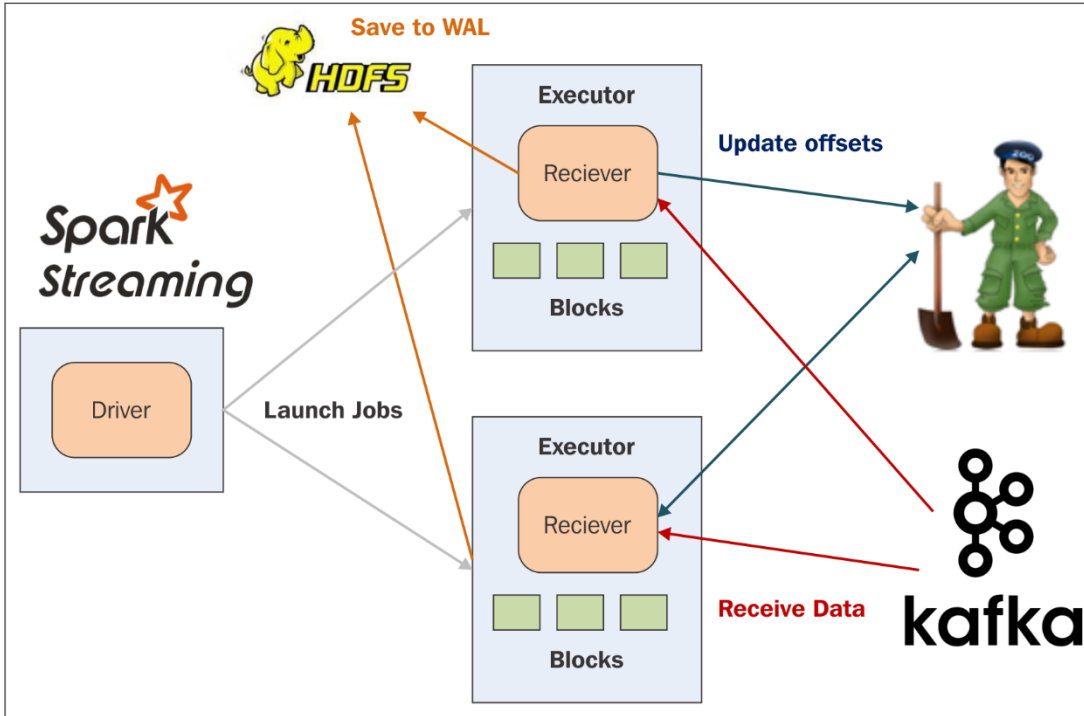 Save to WAL
HDFS
Executor
Reciever
Blocks
Update offsets
ZOO
Spark
Streaming
Driver
Launch Jobs
Executor
Reciever
Blocks
Receive Data
kafka